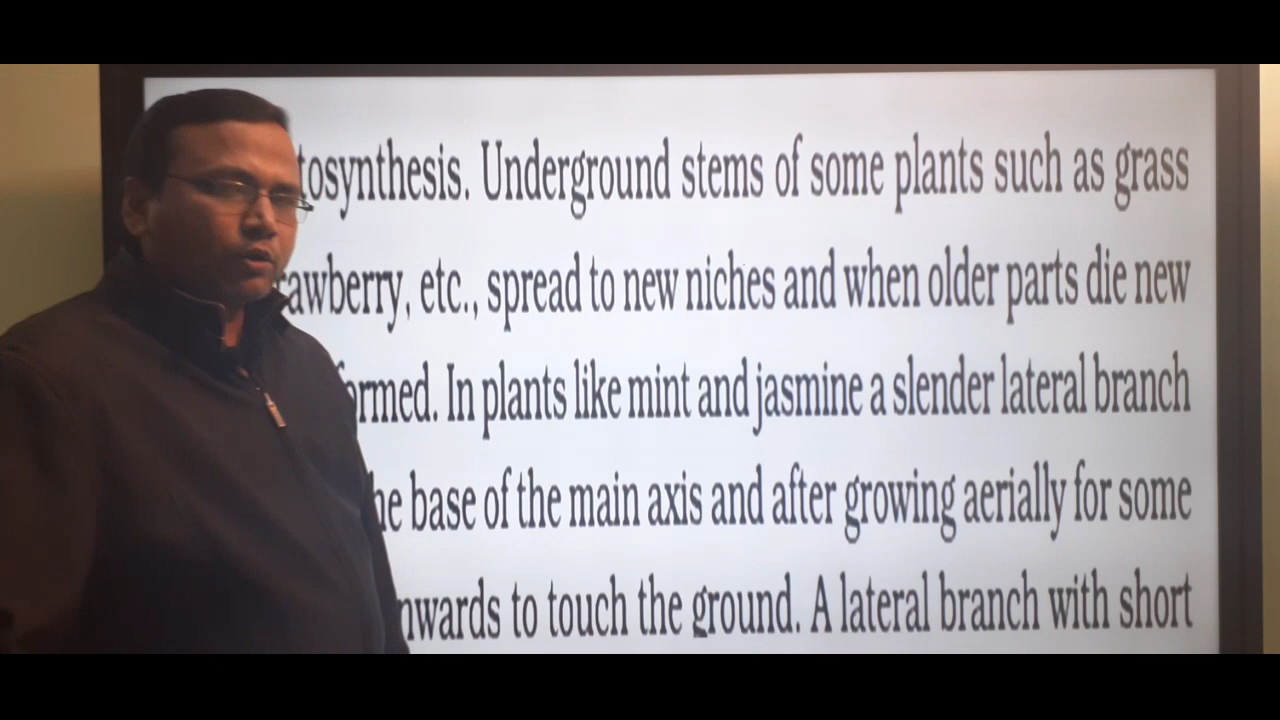 tosynthesis. Underground stems of some plants such as grass
rawberry, etc., spread to new niches and when older parts die new
ormed. In plants like mint and jasmine a slender lateral branch
he base of the main axis and after growing aerially for some
nwards to touch the ground. A lateral branch with short